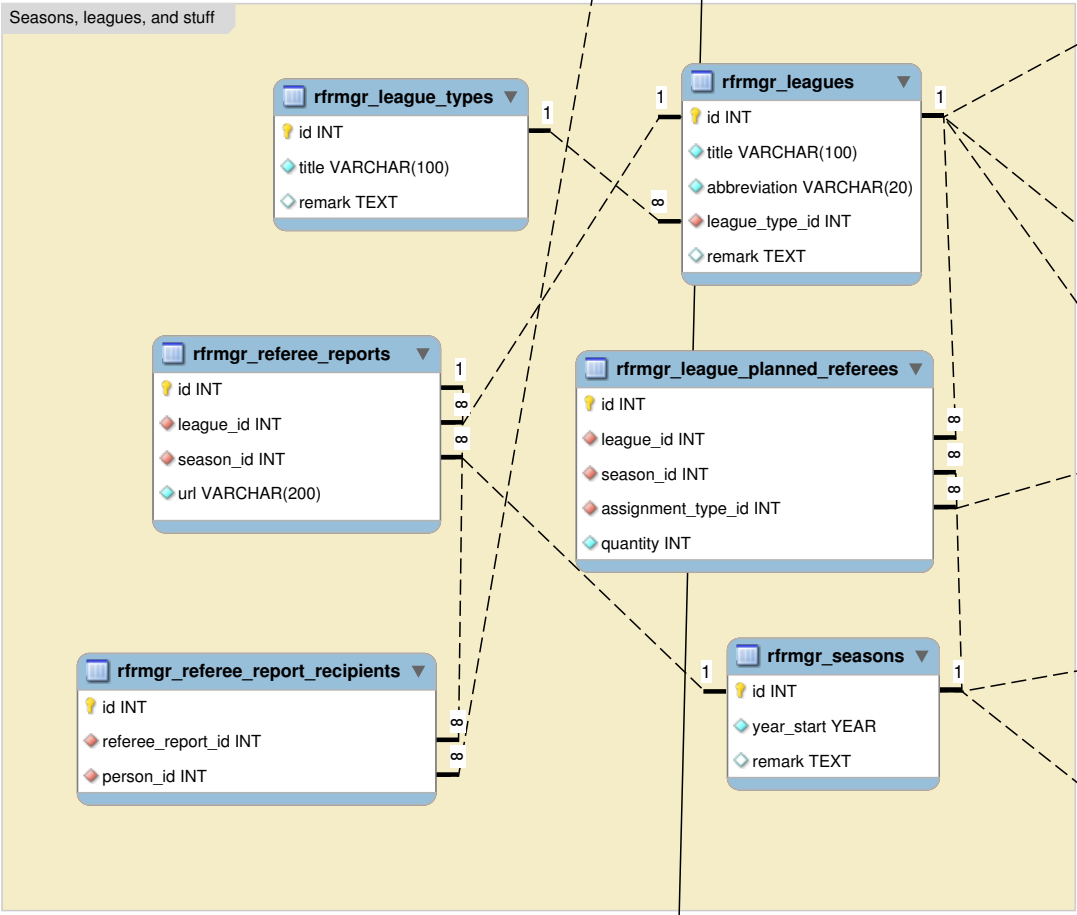 Seasons, leagues, and stuff
rfrmgr_league_types
id INT
title VARCHAR(100)
remark TEXT
1
rfrmgr_leagues
id INT
title VARCHAR(100)
abbreviation VARCHAR(20)
league_type_id INT
remark TEXT
1
∞
1
rfrmgr_referee_reports
id INT
league_id INT
season_id INT
url VARCHAR(200)
1
∞
∞
rfrmgr_league_planned_referees
id INT
league_id INT
season_id INT
assignment_type_id INT
quantity INT
∞
∞
∞
rfrmgr_referee_report_recipients
id INT
referee_report_id INT
person_id INT
∞
∞
rfrmgr_seasons
id INT
year_start YEAR
remark TEXT
1
1